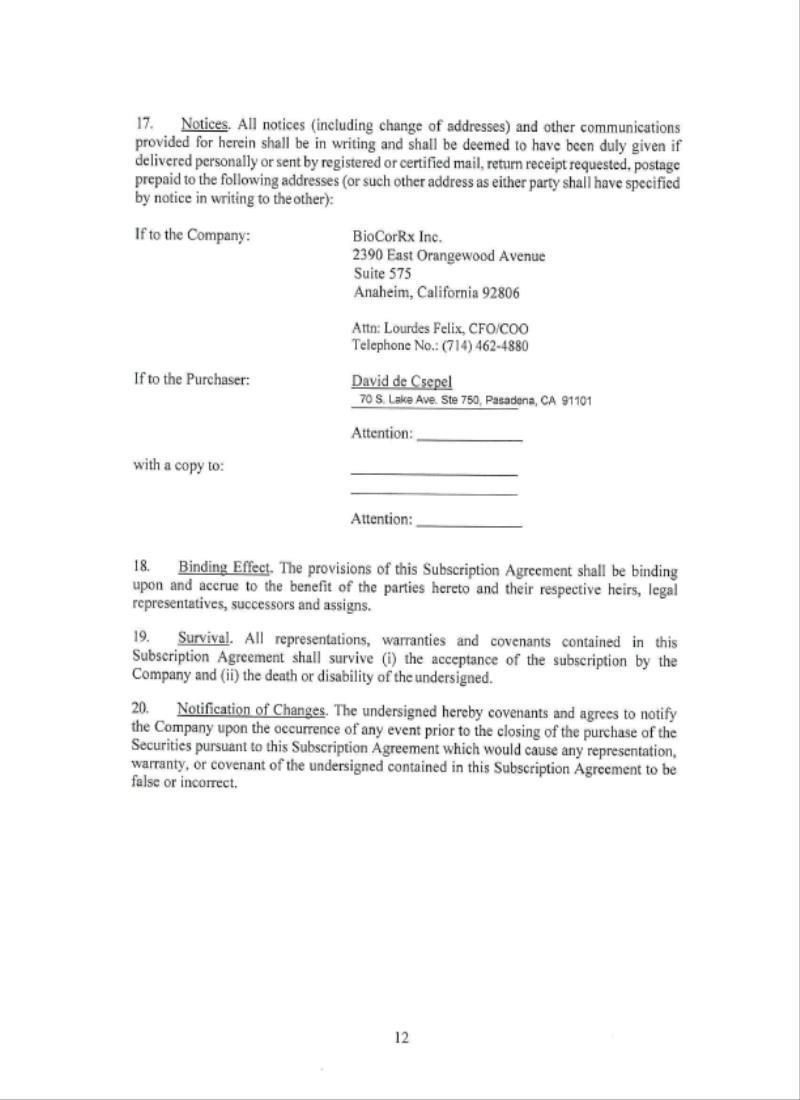 17. Notices. All notices (including change of addresses) and other communications
provided for herein shall be in writing and shall be deemed to have been duly given if
delivered personally or sent by registered or certified mail, return receipt requested, postage
prepaid to the following addresses (or such other address as either party shall have specified
by notice in writing to the other):
If to the Company: BioCorRx Inc.
2390 East Orangewood Avenue
Suite 575
Anaheim, California 92806
Attn: Lourdes Felix, CFO/COO
Telephone No.: (714) 462-4880
If to the Purchaser: David de Csepel
70 S. Lake Ave. Ste 750, Pasadena, CA 91101
Attention: ____________
with a copy to:
Attention: ____________
18. Binding Effect. The provisions of this Subscription Agreement shall be binding
upon and accrue to the benefit of the parties hereto and their respective heirs, legal
representatives, successors and assigns.
19. Survival. All representations, warranties and covenants contained in this
Subscription Agreement shall survive (i) the acceptance of the subscription by the
Company and (ii) the death or disability of the undersigned.
20. Notification of Changes. The undersigned hereby covenants and agrees to notify
the Company upon the occurrence of any event prior to the closing of the purchase of the
Securities pursuant to this Subscription Agreement which would cause any representation,
warranty, or covenant of the undersigned contained in this Subscription Agreement to be
false or incorrect.
12